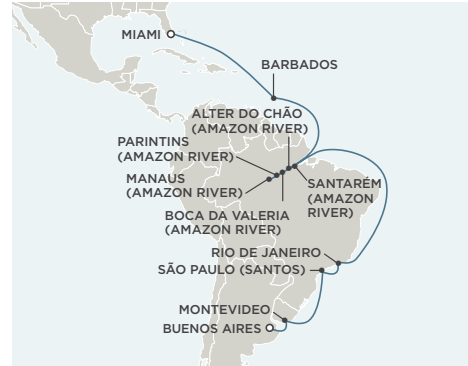 MIAMI
BARBADOS
ALTER DO CHÃO
(AMAZON RIVER)
PARINTINS
(AMAZON RIVER)
MANAUS
(AMAZON RIVER)
SANTARÉM
(AMAZON
RIVER)
BOCA DA VALERIA
(AMAZON RIVER)
RIO DE JANEIRO
SÃO PAULO (SANTOS)
MONTEVIDEO
BUENOS AIRES